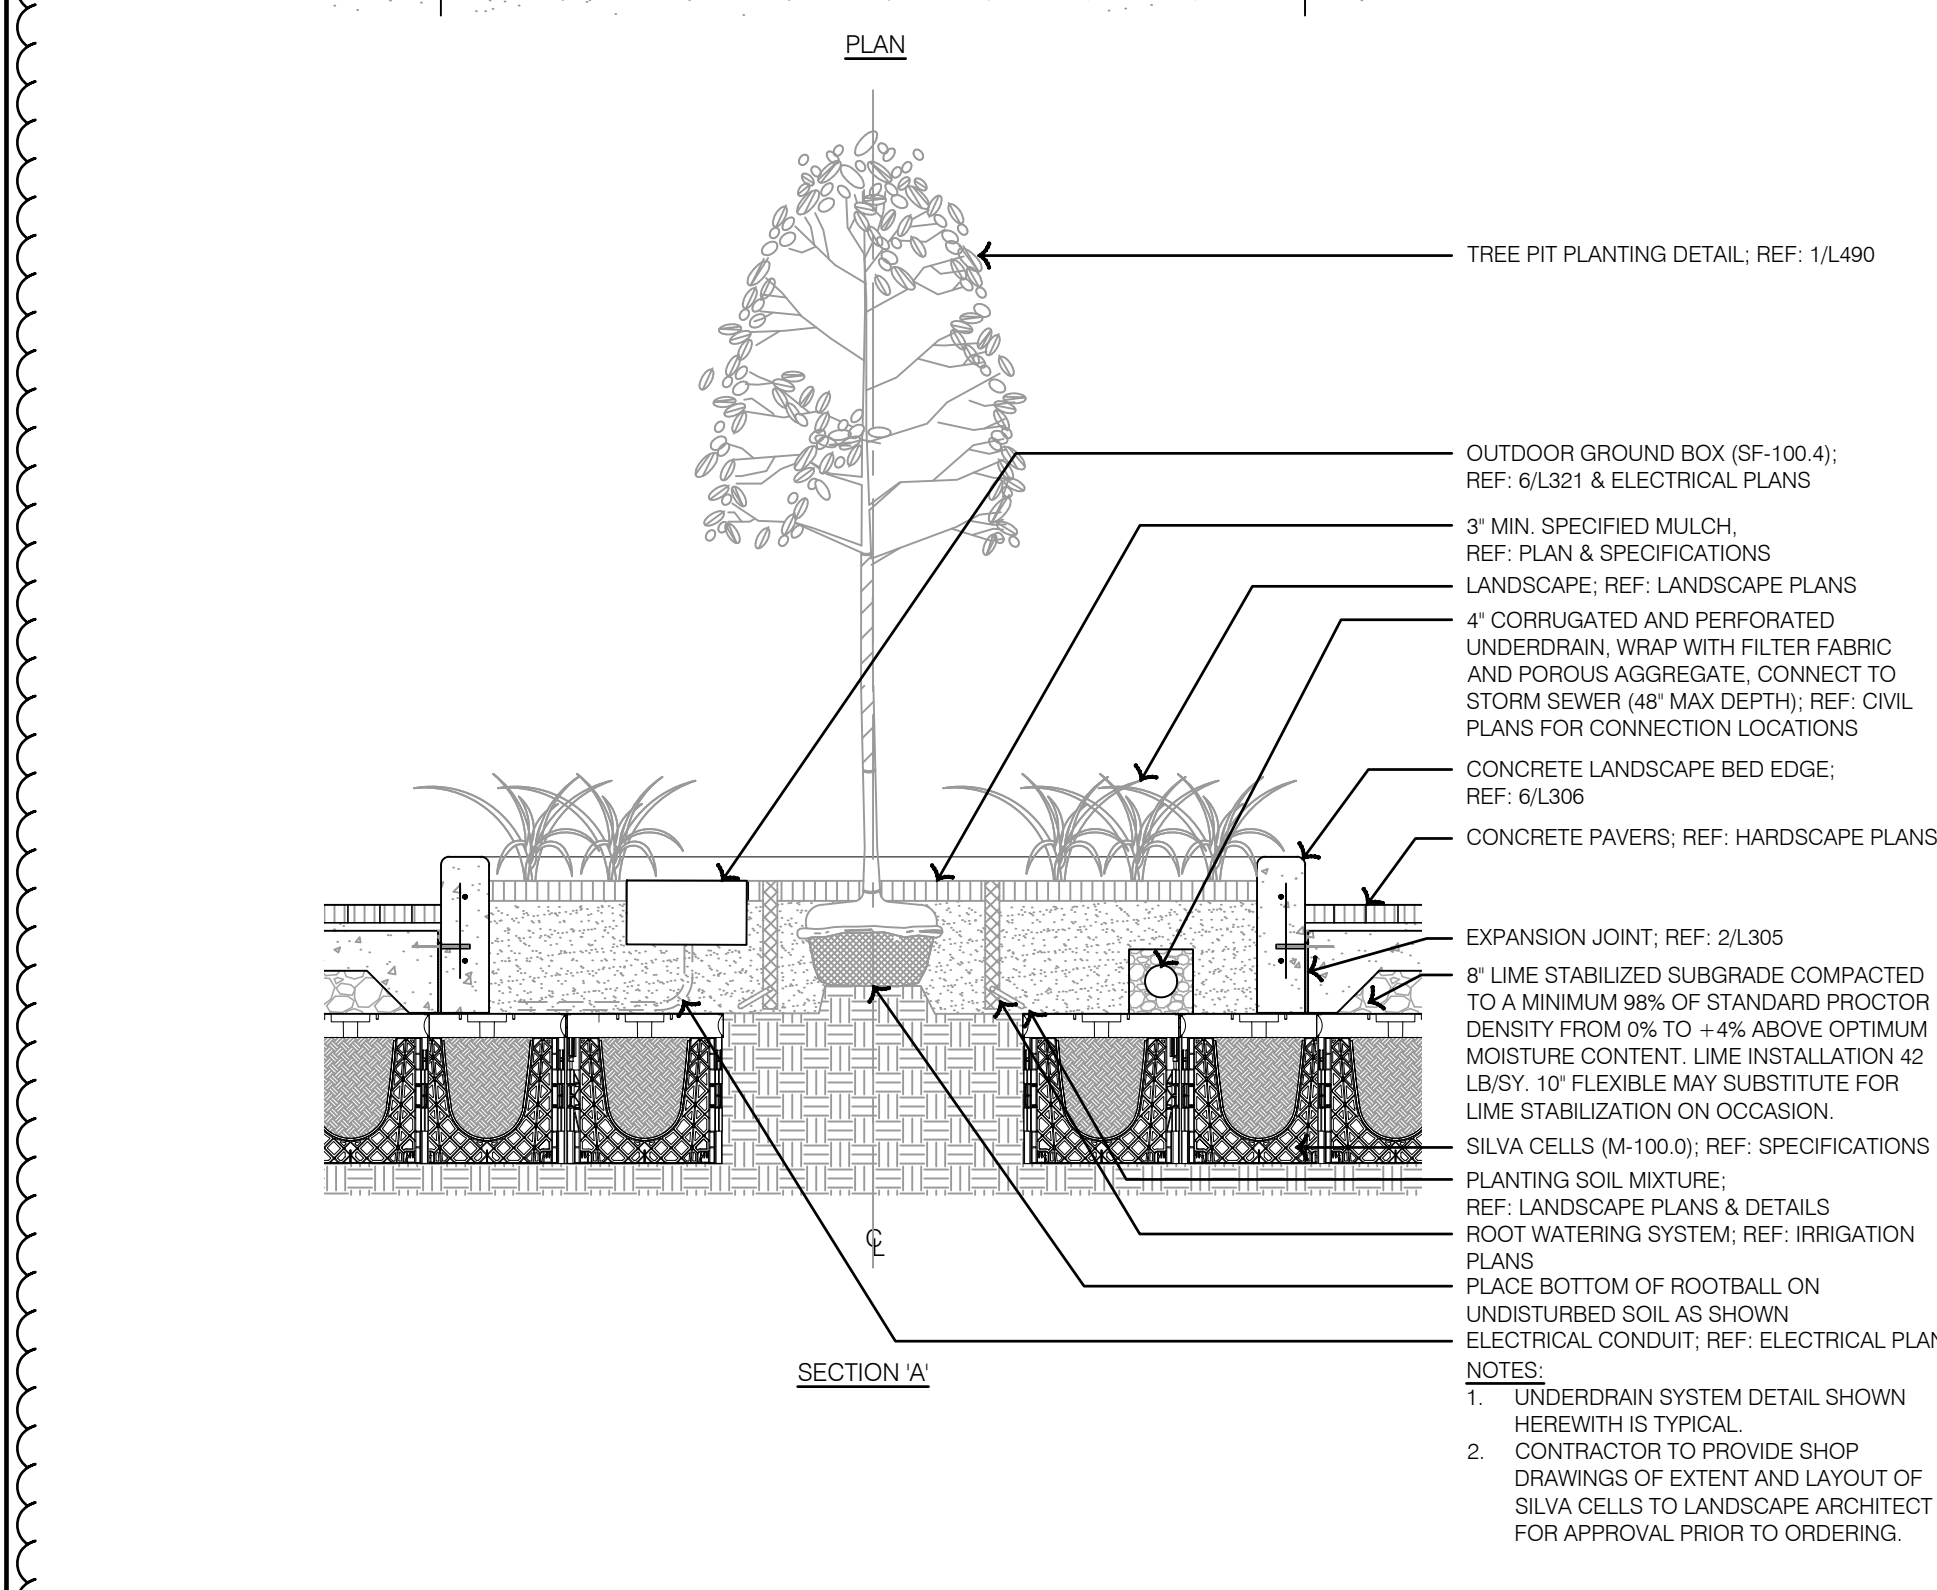 PLAN
TREE PIT PLANTING DETAIL; REF: 1/L490
OUTDOOR GROUND BOX (SF-100.4);
REF: 6/L321 & ELECTRICAL PLANS
3" MIN. SPECIFIED MULCH,
REF: PLAN & SPECIFICATIONS
LANDSCAPE; REF: LANDSCAPE PLANS
4" CORRUGATED AND PERFORATED
UNDERDRAIN, WRAP WITH FILTER FABRIC
AND POROUS AGGREGATE, CONNECT TO
STORM SEWER (48" MAX DEPTH); REF: CIVIL
PLANS FOR CONNECTION LOCATIONS
CONCRETE LANDSCAPE BED EDGE;
REF: 6/L306
CONCRETE PAVERS; REF: HARDSCAPE PLANS
EXPANSION JOINT; REF: 2/L305
8" LIME STABILIZED SUBGRADE COMPACTED
TO A MINIMUM 98% OF STANDARD PROCTOR
DENSITY FROM 0% TO +4% ABOVE OPTIMUM
MOISTURE CONTENT. LIME INSTALLATION 42
LB/SY. 10" FLEXIBLE MAY SUBSTITUTE FOR
LIME STABILIZATION ON OCCASION.
SILVA CELLS (M-100.0); REF: SPECIFICATIONS
PLANTING SOIL MIXTURE;
REF: LANDSCAPE PLANS & DETAILS
ROOT WATERING SYSTEM; REF: IRRIGATION
PLANS
PLACE BOTTOM OF ROOTBALL ON
UNDISTURBED SOIL AS SHOWN
ELECTRICAL CONDUIT; REF: ELECTRICAL PLAN
℄
SECTION 'A'
NOTES:
1. UNDERDRAIN SYSTEM DETAIL SHOWN
HEREWITH IS TYPICAL.
2. CONTRACTOR TO PROVIDE SHOP
DRAWINGS OF EXTENT AND LAYOUT OF
SILVA CELLS TO LANDSCAPE ARCHITECT
FOR APPROVAL PRIOR TO ORDERING.